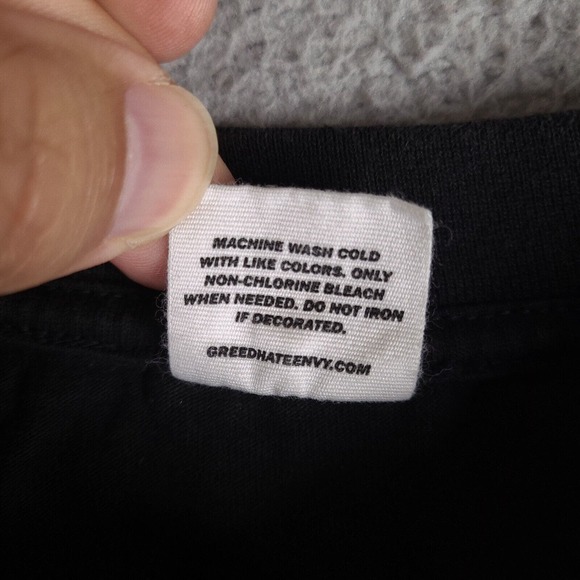 MACHINE WASH COLD
WITH LIKE COLORS. ONLY
NON-CHLORINE BLEACH
WHEN NEEDED. DO NOT IRON
IF DECORATED.
GREEDHATEENVY.COM